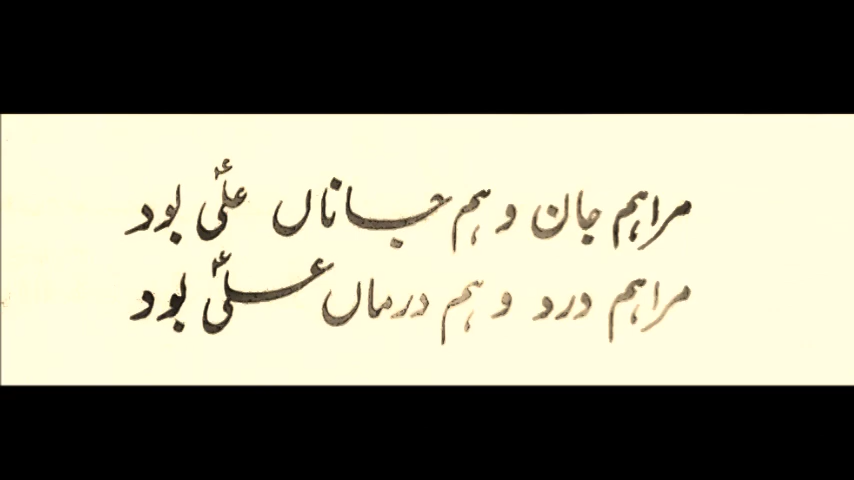 مرا ہم جان و ہم جاناں علیؑ بود
مرا ہم درد و ہم درماں علیؑ بود